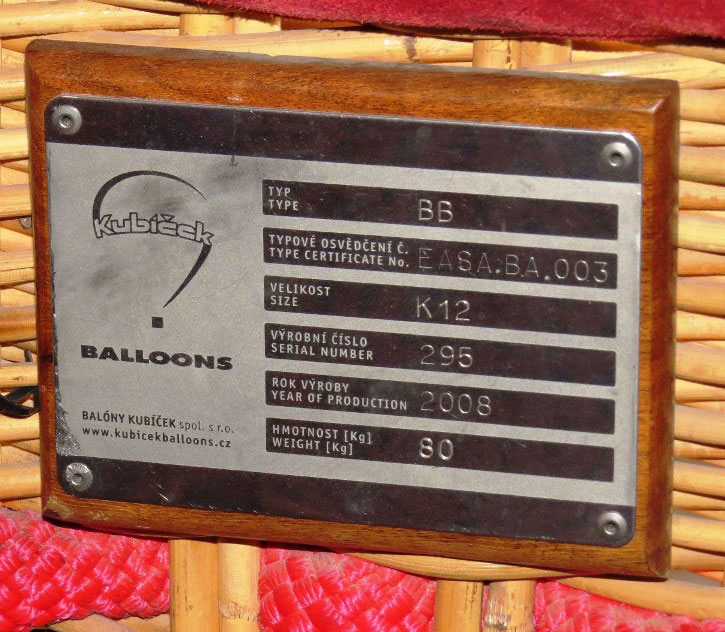 Kubíček
BALLOONS
BALÓNY KUBÍČEK spol. s r.o.
www.kubicekballoons.cz
TYP
TYPE
BB
TYPOVÉ OSVĚDČENÍ Č.
TYPE CERTIFICATE No.
EASA.BA.003
VELIKOST
SIZE
K12
VÝROBNÍ ČÍSLO
SERIAL NUMBER
295
ROK VÝROBY
YEAR OF PRODUCTION
2008
HMOTNOST [Kg]
WEIGHT [Kg]
80